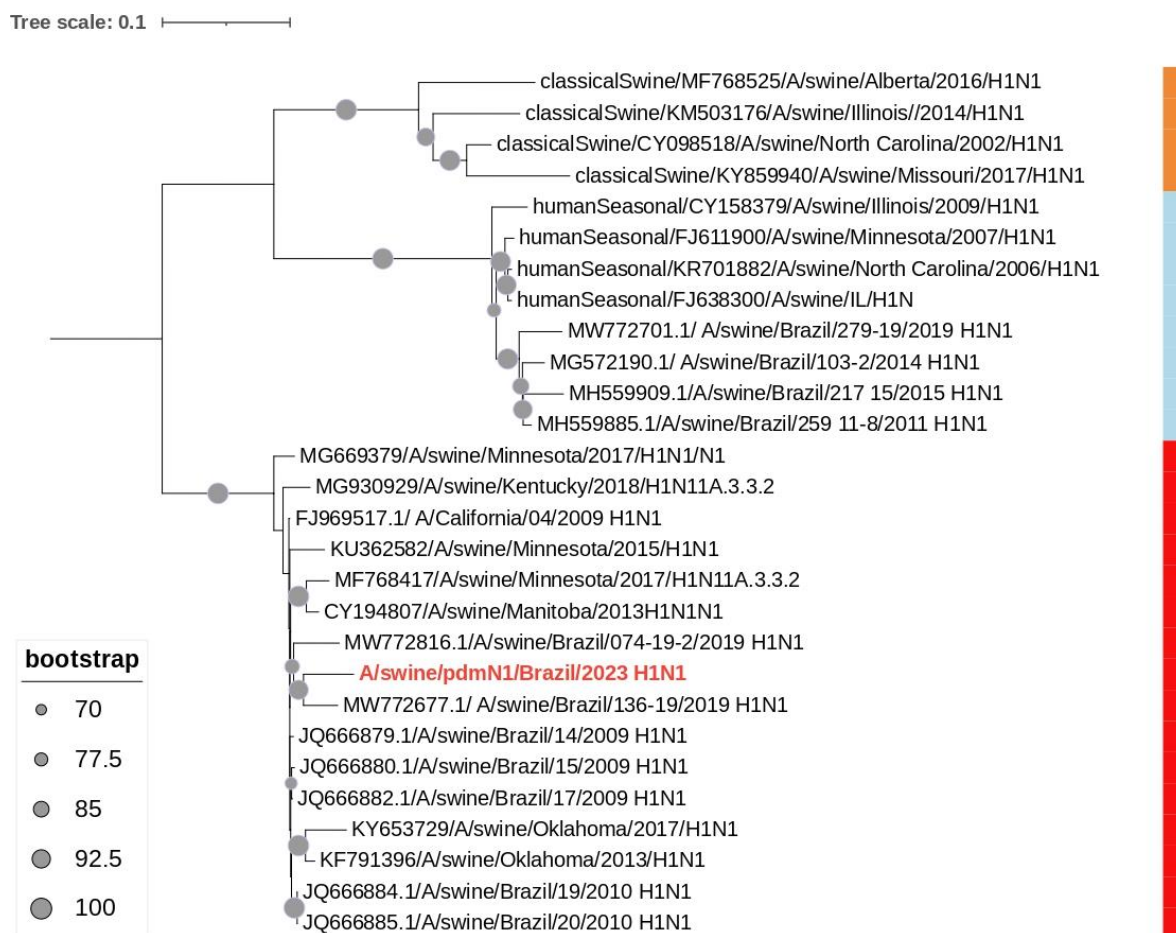 Tree scale: 0.1
classicalSwine/MF768525/A/swine/Alberta/2016/H1N1
classicalSwine/KM503176/A/swine/Illinois//2014/H1N1
classicalSwine/CY098518/A/swine/North Carolina/2002/H1N1
classicalSwine/KY859940/A/swine/Missouri/2017/H1N1
humanSeasonal/CY158379/A/swine/Illinois/2009/H1N1
humanSeasonal/FJ611900/A/swine/Minnesota/2007/H1N1
humanSeasonal/KR701882/A/swine/North Carolina/2006/H1N1
humanSeasonal/FJ638300/A/swine/IL/H1N
MW772701.1/ A/swine/Brazil/279-19/2019 H1N1
MG572190.1/ A/swine/Brazil/103-2/2014 H1N1
MH559909.1/A/swine/Brazil/217 15/2015 H1N1
MH559885.1/A/swine/Brazil/259 11-8/2011 H1N1
MG669379/A/swine/Minnesota/2017/H1N1/N1
MG930929/A/swine/Kentucky/2018/H1N11A.3.3.2
FJ969517.1/ A/California/04/2009 H1N1
KU362582/A/swine/Minnesota/2015/H1N1
MF768417/A/swine/Minnesota/2017/H1N11A.3.3.2
CY194807/A/swine/Manitoba/2013H1N1N1
MW772816.1/A/swine/Brazil/074-19-2/2019 H1N1
A/swine/pdmN1/Brazil/2023 H1N1
MW772677.1/ A/swine/Brazil/136-19/2019 H1N1
JQ666879.1/A/swine/Brazil/14/2009 H1N1
JQ666880.1/A/swine/Brazil/15/2009 H1N1
JQ666882.1/A/swine/Brazil/17/2009 H1N1
KY653729/A/swine/Oklahoma/2017/H1N1
KF791396/A/swine/Oklahoma/2013/H1N1
JQ666884.1/A/swine/Brazil/19/2010 H1N1
JQ666885.1/A/swine/Brazil/20/2010 H1N1
bootstrap
70
77.5
85
92.5
100